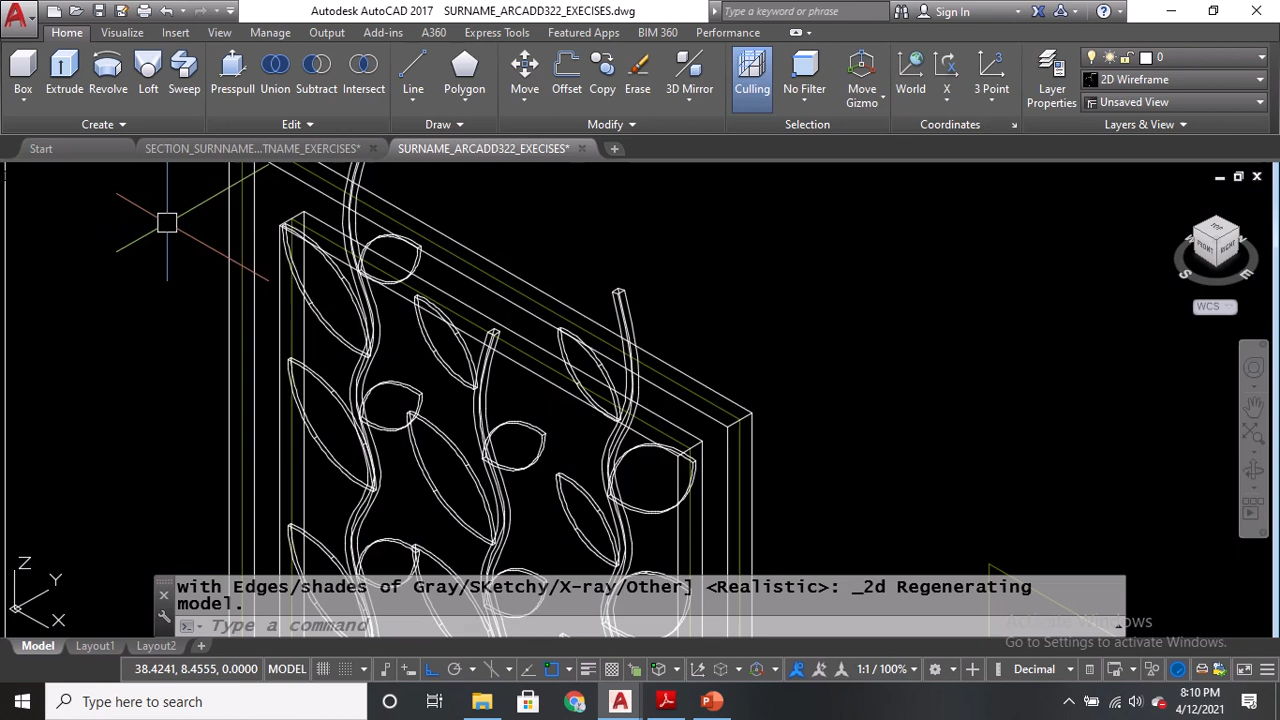 Autodesk AutoCAD 2017 SURNAME_ARCADD322_EXECISES.dwg
Type a keyword or phrase
Sign In
Home Visualize Insert View Manage Output Add-ins A360 Express Tools Featured Apps BIM 360 Performance
Box Extrude Revolve Loft Sweep Presspull Union Subtract Intersect Line Polygon Move Offset Copy Erase 3D Mirror Move Gizmo Culling No Filter World X 3 Point Layer Properties
0
2D Wireframe
Unsaved View
Create Edit Draw Modify Selection Coordinates Layers & View
Start SECTION_SURNNAME...TNAME_EXERCISES* SURNAME_ARCADD322_EXECISES*
TOP
FRONT RIGHT
S E
WCS
Z
Y
X
with Edges/shades of Gray/SKetchy/X-ray/Other] <Realistic>: _2d Regenerating
model.
Type a command
Activate Windows
Go to Settings to activate Windows.
Model Layout1 Layout2
38.4241, 8.4555, 0.0000 MODEL 1:1 / 100% Decimal
Type here to search
8:10 PM
4/12/2021